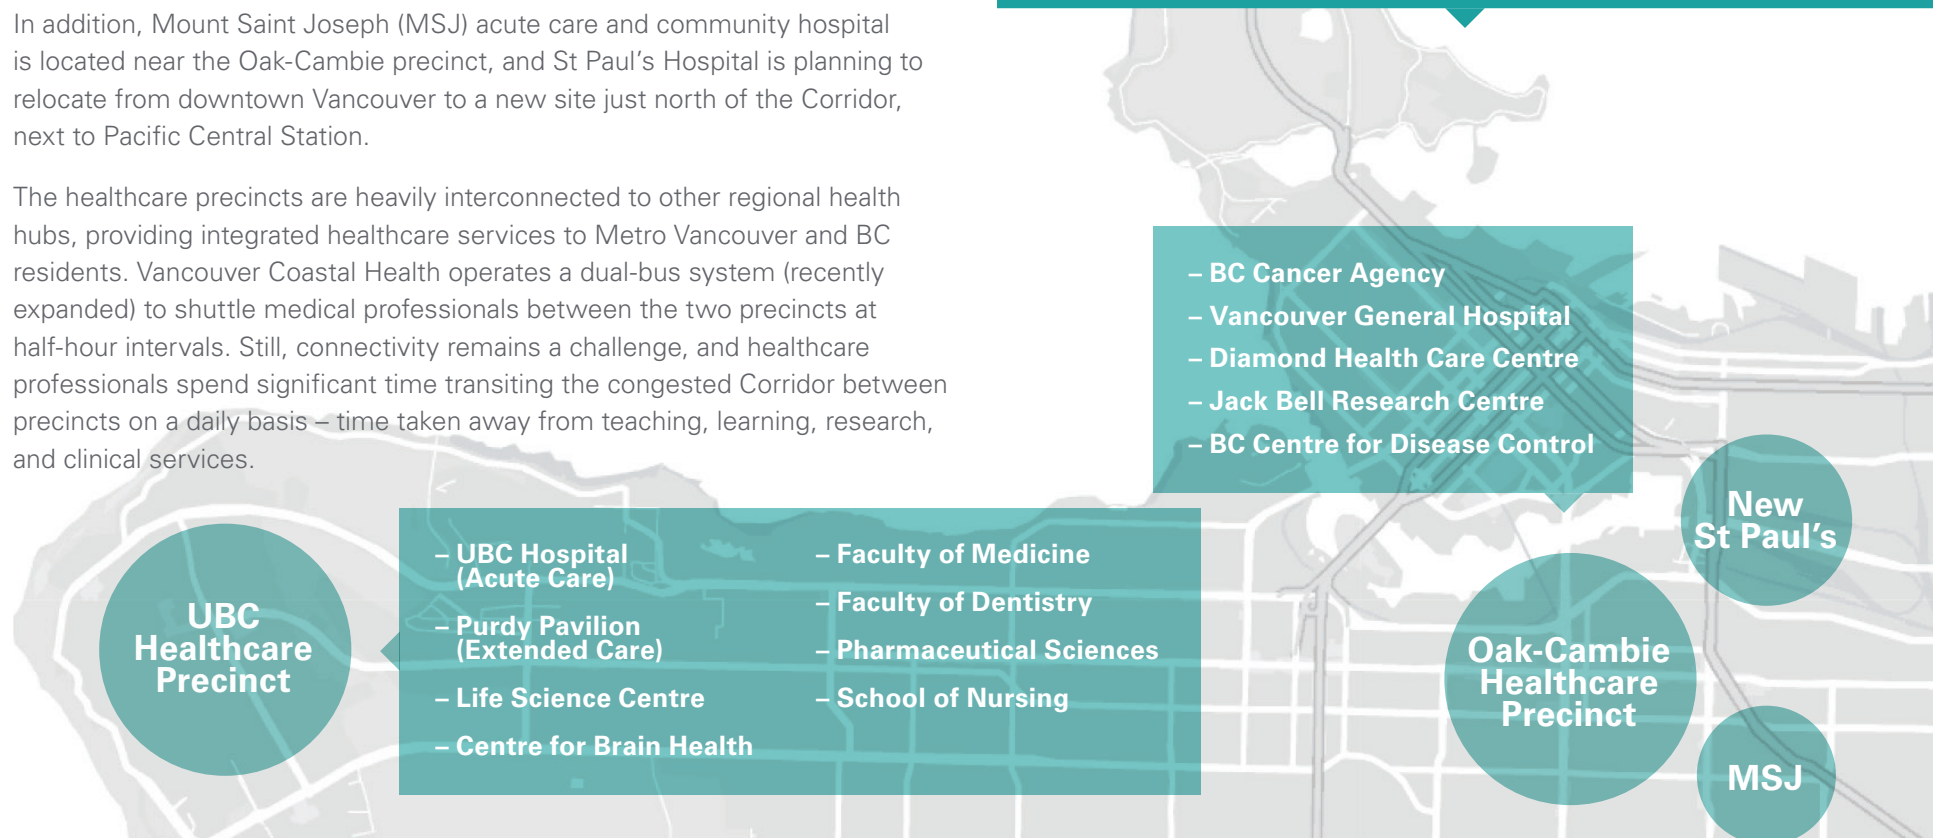 In addition, Mount Saint Joseph (MSJ) acute care and community hospital
is located near the Oak-Cambie precinct, and St Paul’s Hospital is planning to
relocate from downtown Vancouver to a new site just north of the Corridor,
next to Pacific Central Station.
The healthcare precincts are heavily interconnected to other regional health
hubs, providing integrated healthcare services to Metro Vancouver and BC
residents. Vancouver Coastal Health operates a dual-bus system (recently
expanded) to shuttle medical professionals between the two precincts at
half-hour intervals. Still, connectivity remains a challenge, and healthcare
professionals spend significant time transiting the congested Corridor between
precincts on a daily basis – time taken away from teaching, learning, research,
and clinical services.
– BC Cancer Agency
– Vancouver General Hospital
– Diamond Health Care Centre
– Jack Bell Research Centre
– BC Centre for Disease Control
New
St Paul’s
UBC
Healthcare
Precinct
– UBC Hospital
(Acute Care)
– Purdy Pavilion
(Extended Care)
– Life Science Centre
– Centre for Brain Health
– Faculty of Medicine
– Faculty of Dentistry
– Pharmaceutical Sciences
– School of Nursing
Oak-Cambie
Healthcare
Precinct
MSJ